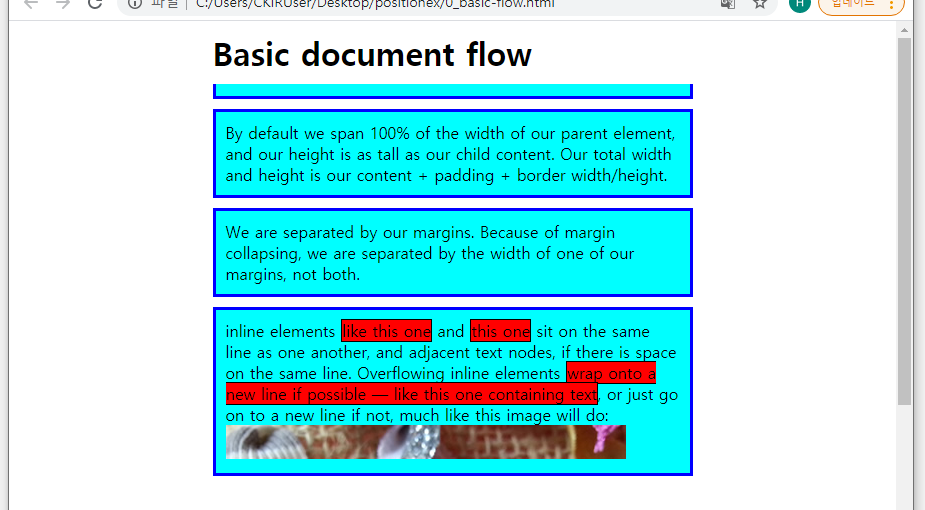 파일
C:/Users/CKIRUser/Desktop/positionex/0_basic-flow.html
H
업데이트
Basic document flow
By default we span 100% of the width of our parent element,
and our height is as tall as our child content. Our total width
and height is our content + padding + border width/height.
We are separated by our margins. Because of margin
collapsing, we are separated by the width of one of our
margins, not both.
inline elements like this one and this one sit on the same
line as one another, and adjacent text nodes, if there is space
on the same line. Overflowing inline elements wrap onto a
new line if possible — like this one containing text, or just go
on to a new line if not, much like this image will do: